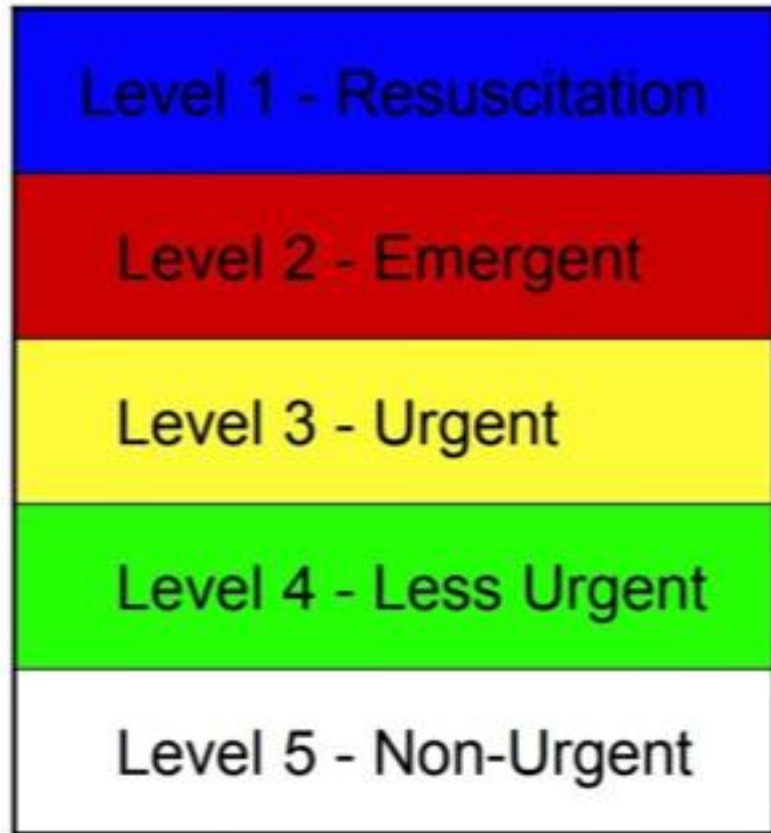 Level 1 - Resuscitation
Level 2 - Emergent
Level 3 - Urgent
Level 4 - Less Urgent
Level 5 - Non-Urgent